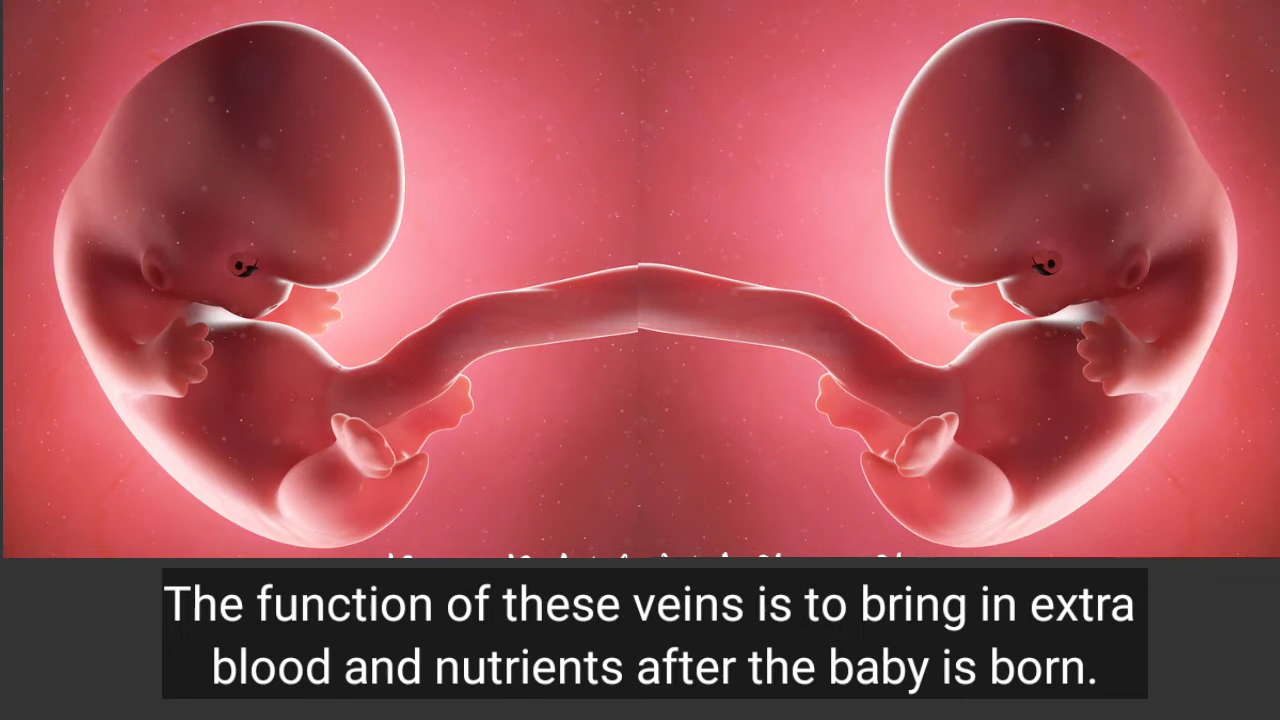 The function of these veins is to bring in extra
blood and nutrients after the baby is born.